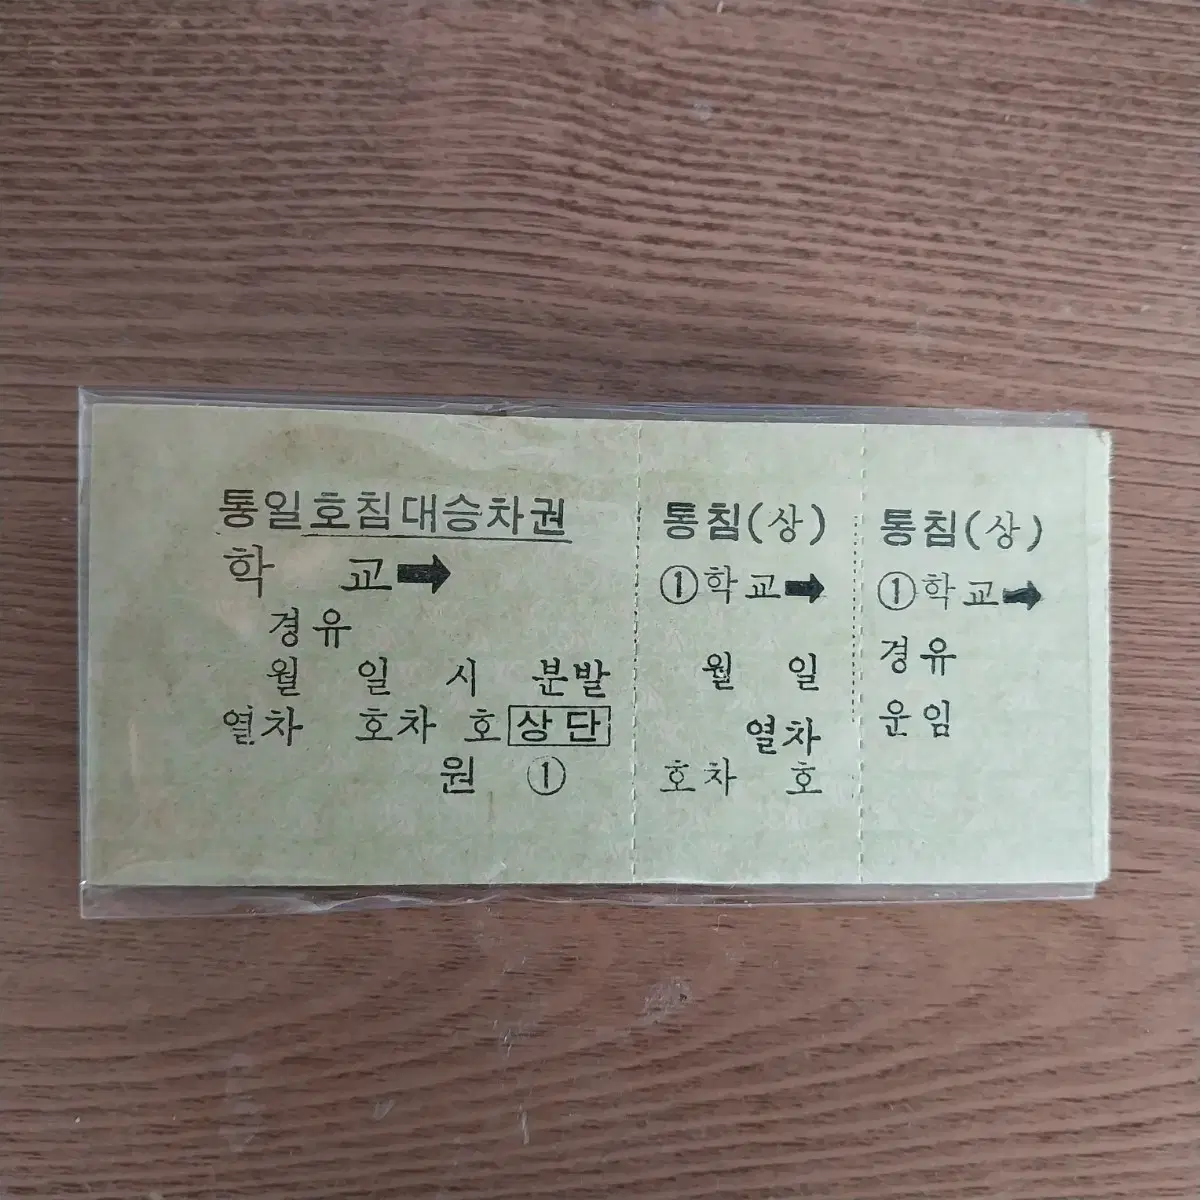 통일호침대승차권
학 교 ➡
경유
월 일 시 분발
열차 호차 호 상단
원 ①
통침(상)
①학교➡
월 일
열차
호차 호
통침(상)
①학교➡
경유
운임